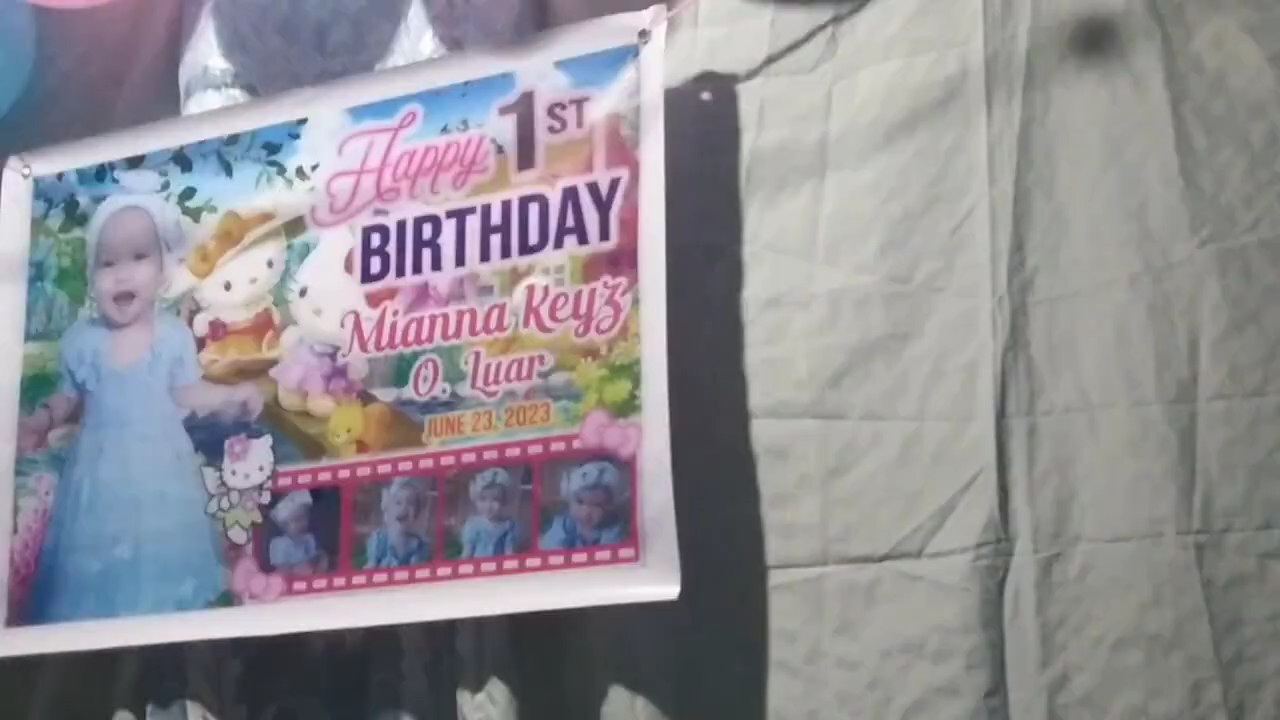 Happy 1ST
BIRTHDAY
Mianna Keyz
O. Luar
JUNE 23, 2023